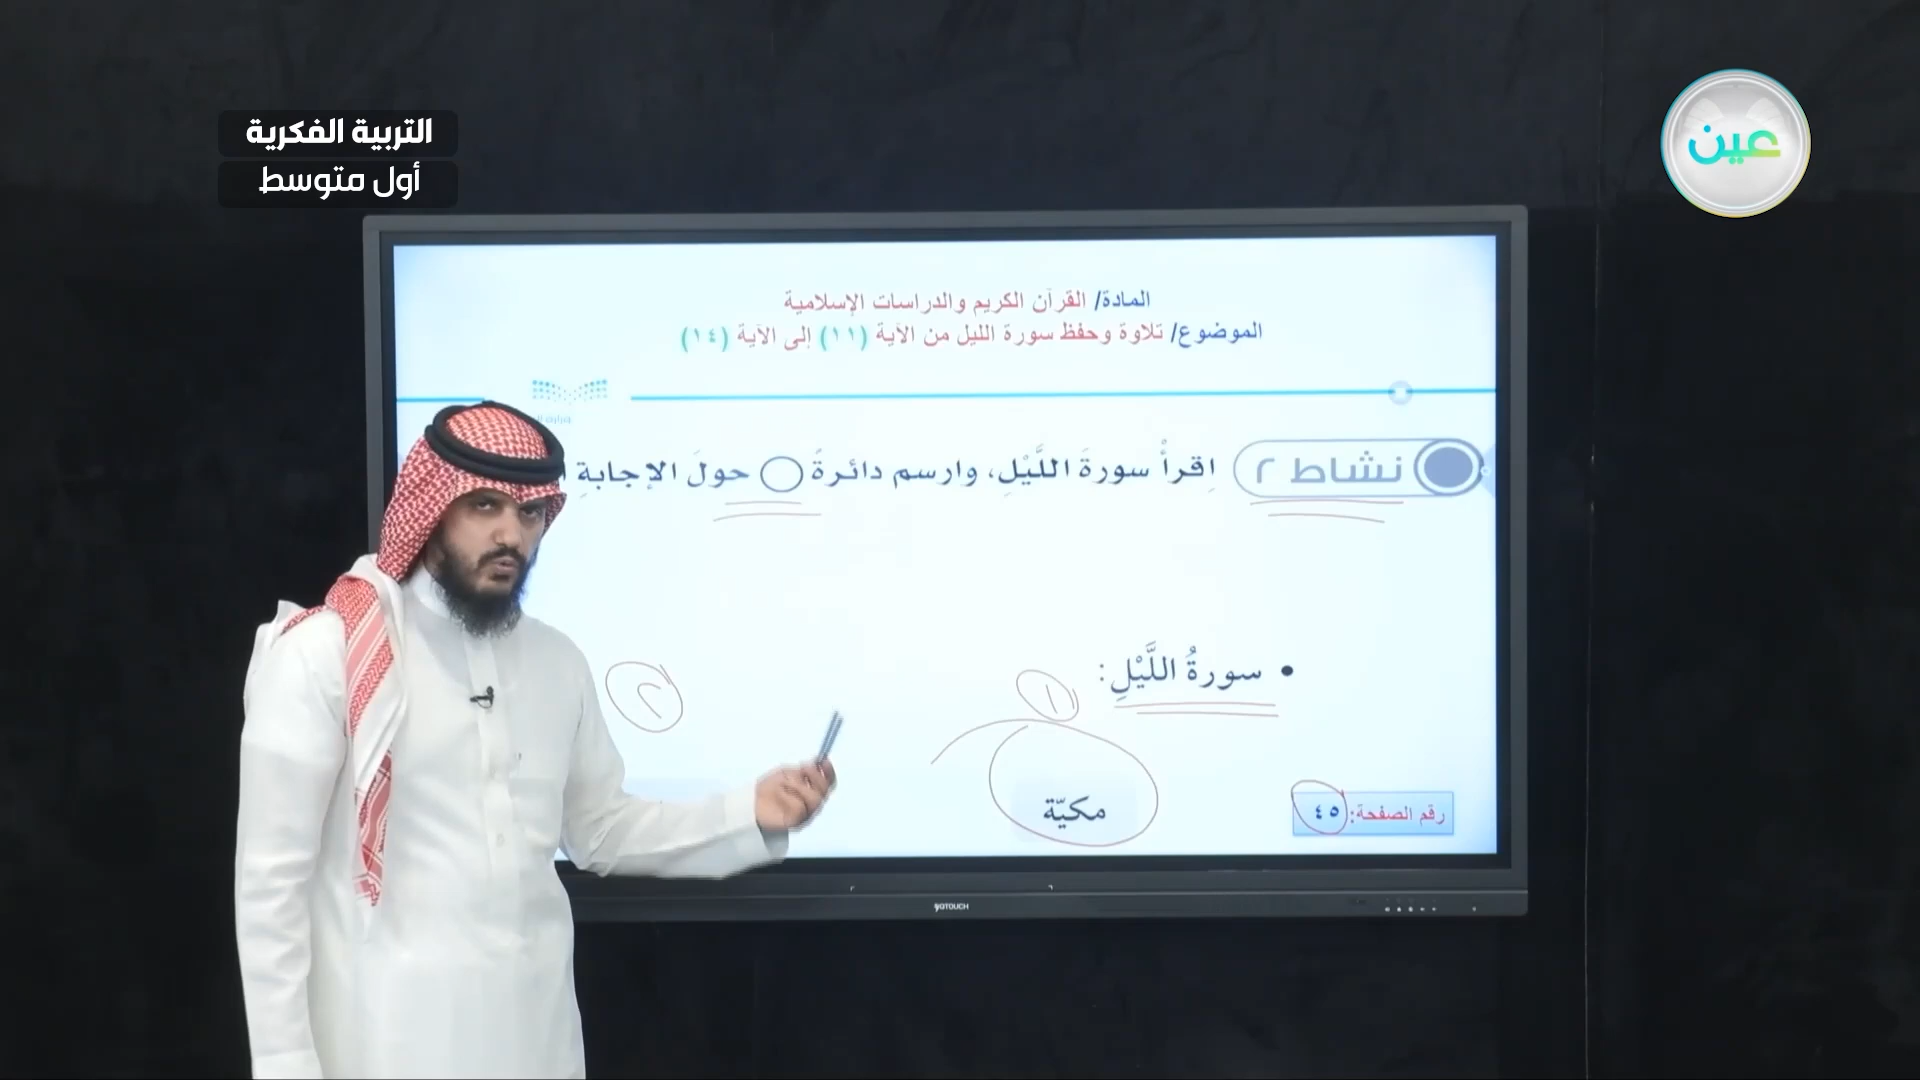 التربية الفكرية
أول متوسط
عين
المادة/ القرآن الكريم والدراسات الإسلامية
الموضوع/ تلاوة وحفظ سورة الليل من الآية (١١) إلى الآية (١٤)
نشاط ٢ اِقرأْ سورةَ اللَّيْلِ، وارسم دائرةً حولَ الإجابةِ
• سورةُ اللَّيْلِ:
١
٢
مكيّة
رقم الصفحة: ٤٥